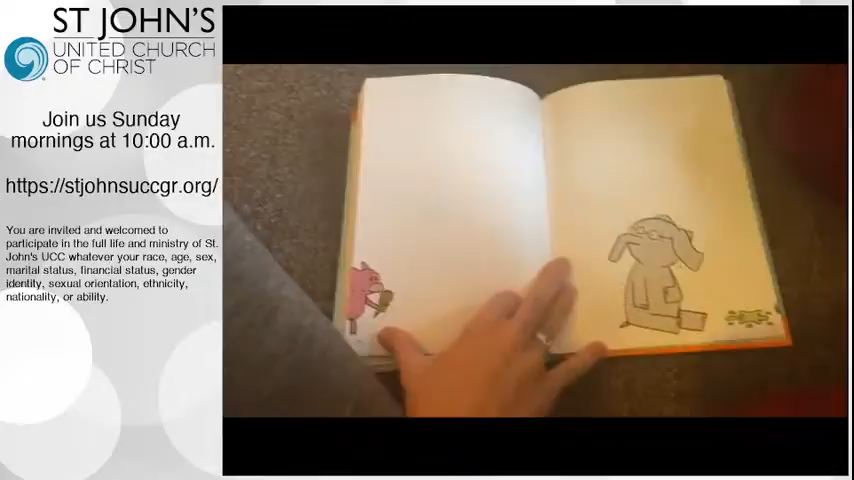 ST JOHN'S
UNITED CHURCH
OF CHRIST
Join us Sunday
mornings at 10:00 a.m.
https://stjohnsuccgr.org/
You are invited and welcomed to
participate in the full life and ministry of St.
John's UCC whatever your race, age, sex,
marital status, financial status, gender
identity, sexual orientation, ethnicity,
nationality, or ability.